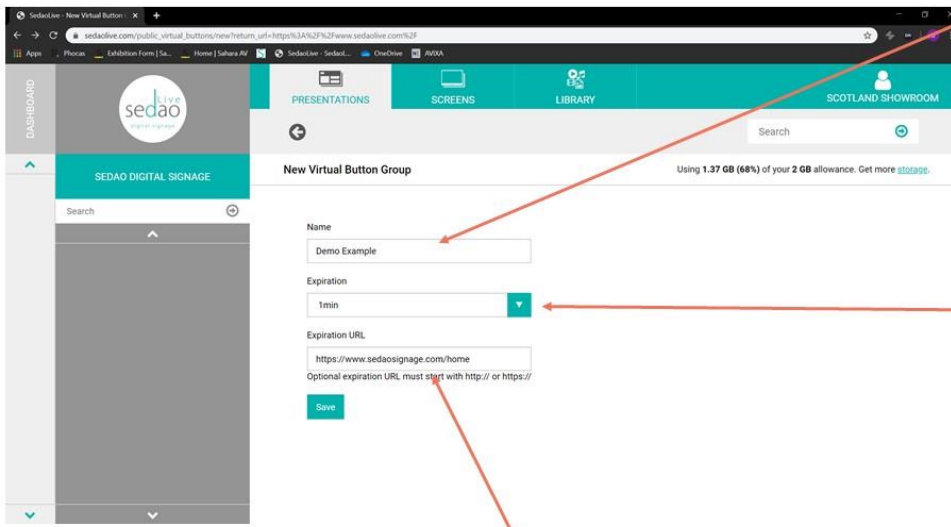 SedaoLive - New Virtual Button
sedaolive.com/public_virtual_buttons/new?return_url=https%3A%2F%2Fwww.sedaolive.com%2F
Apps Phocas Exhibition Form | Sa... Home | Sahara AV SedaoLive - SedaoL... OneDrive AVIXA
DASHBOARD
sedao
Live
digital signage
PRESENTATIONS SCREENS LIBRARY SCOTLAND SHOWROOM
Search
SEDAO DIGITAL SIGNAGE
New Virtual Button Group
Using 1.37 GB (68%) of your 2 GB allowance. Get more storage.
Search
Name
Demo Example
Expiration
1min
Expiration URL
https://www.sedaosignage.com/home
Optional expiration URL must start with http:// or https://
Save